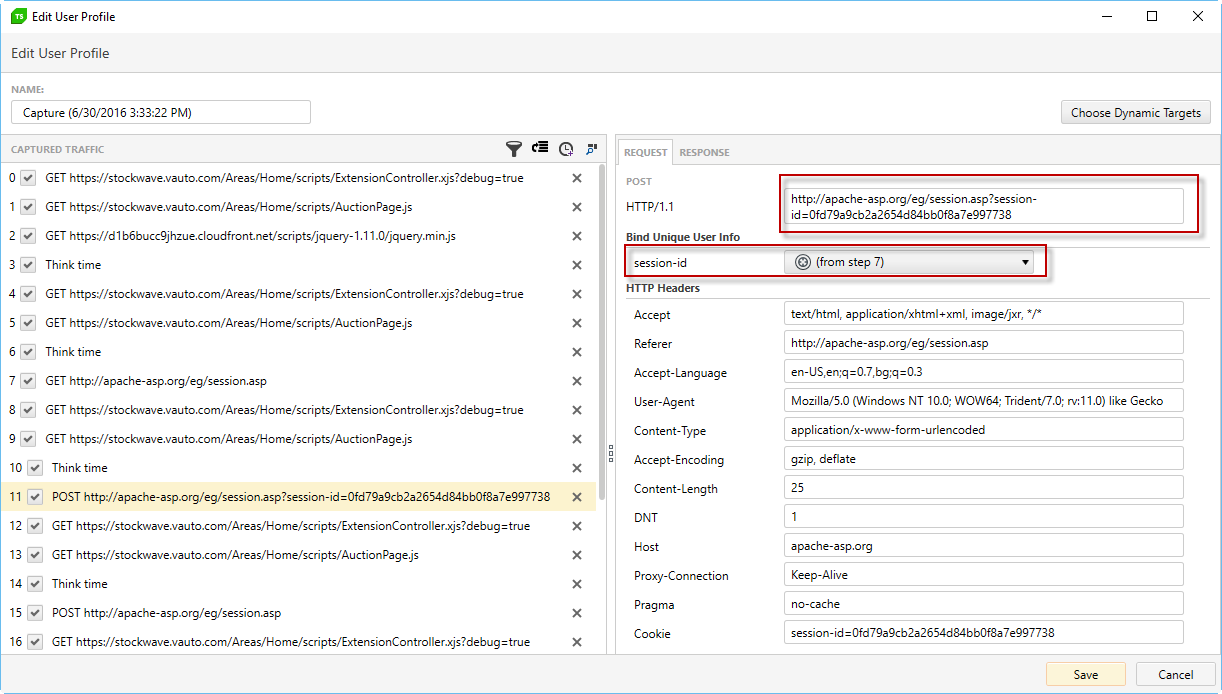 TS Edit User Profile
Edit User Profile
NAME:
Capture (6/30/2016 3:33:22 PM)
Choose Dynamic Targets
CAPTURED TRAFFIC
0 GET https://stockwave.vauto.com/Areas/Home/scripts/ExtensionController.xjs?debug=true
1 GET https://stockwave.vauto.com/Areas/Home/scripts/AuctionPage.js
2 GET https://d1b6bucc9jhzue.cloudfront.net/scripts/jquery-1.11.0/jquery.min.js
3 Think time
4 GET https://stockwave.vauto.com/Areas/Home/scripts/ExtensionController.xjs?debug=true
5 GET https://stockwave.vauto.com/Areas/Home/scripts/AuctionPage.js
6 Think time
7 GET http://apache-asp.org/eg/session.asp
8 GET https://stockwave.vauto.com/Areas/Home/scripts/ExtensionController.xjs?debug=true
9 GET https://stockwave.vauto.com/Areas/Home/scripts/AuctionPage.js
10 Think time
11 POST http://apache-asp.org/eg/session.asp?session-id=0fd79a9cb2a2654d84bb0f8a7e997738
12 GET https://stockwave.vauto.com/Areas/Home/scripts/ExtensionController.xjs?debug=true
13 GET https://stockwave.vauto.com/Areas/Home/scripts/AuctionPage.js
14 Think time
15 POST http://apache-asp.org/eg/session.asp
16 GET https://stockwave.vauto.com/Areas/Home/scripts/ExtensionController.xjs?debug=true
REQUEST RESPONSE
POST
HTTP/1.1
http://apache-asp.org/eg/session.asp?session-
id=0fd79a9cb2a2654d84bb0f8a7e997738
Bind Unique User Info
session-id (from step 7)
HTTP Headers
Accept text/html, application/xhtml+xml, image/jxr, */*
Referer http://apache-asp.org/eg/session.asp
Accept-Language en-US,en;q=0.7,bg;q=0.3
User-Agent Mozilla/5.0 (Windows NT 10.0; WOW64; Trident/7.0; rv:11.0) like Gecko
Content-Type application/x-www-form-urlencoded
Accept-Encoding gzip, deflate
Content-Length 25
DNT 1
Host apache-asp.org
Proxy-Connection Keep-Alive
Pragma no-cache
Cookie session-id=0fd79a9cb2a2654d84bb0f8a7e997738
Save Cancel